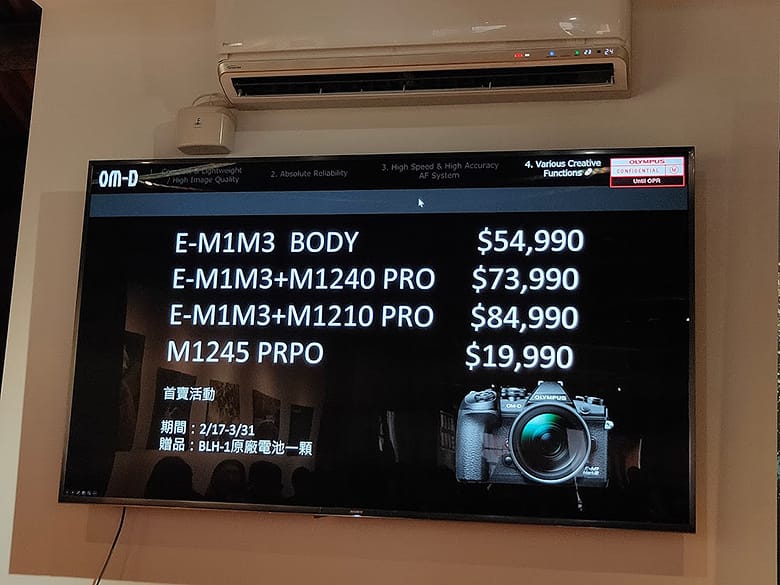 OM-D
/ High Image Quality
2. Absolute Reliability
3. High Speed & High Accuracy
AF System
4. Various Creative
Functions
OLYMPUS
CONFIDENTIAL
Until OPR
E-M1M3 BODY $54,990
E-M1M3+M1240 PRO $73,990
E-M1M3+M1210 PRO $84,990
M1245 PRPO $19,990
首賣活動
期間：2/17-3/31
贈品：BLH-1原廠電池一顆
OLYMPUS
OM-D